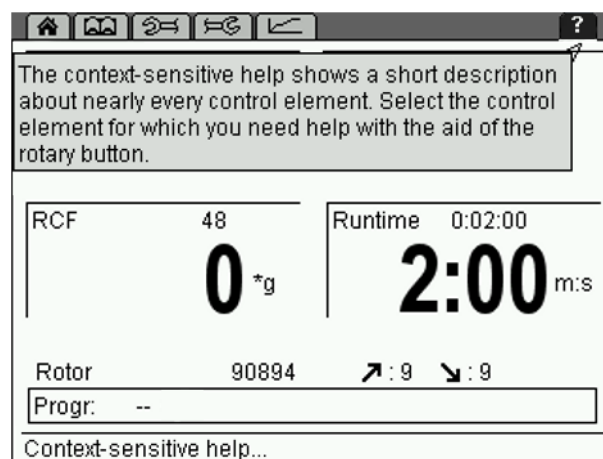 ?
The context-sensitive help shows a short description
about nearly every control element. Select the control
element for which you need help with the aid of the
rotary button.
RCF 48
0 *g
Runtime 0:02:00
2:00 m:s
Rotor 90894 ↗ : 9 ↘ : 9
Progr: --
Context-sensitive help...